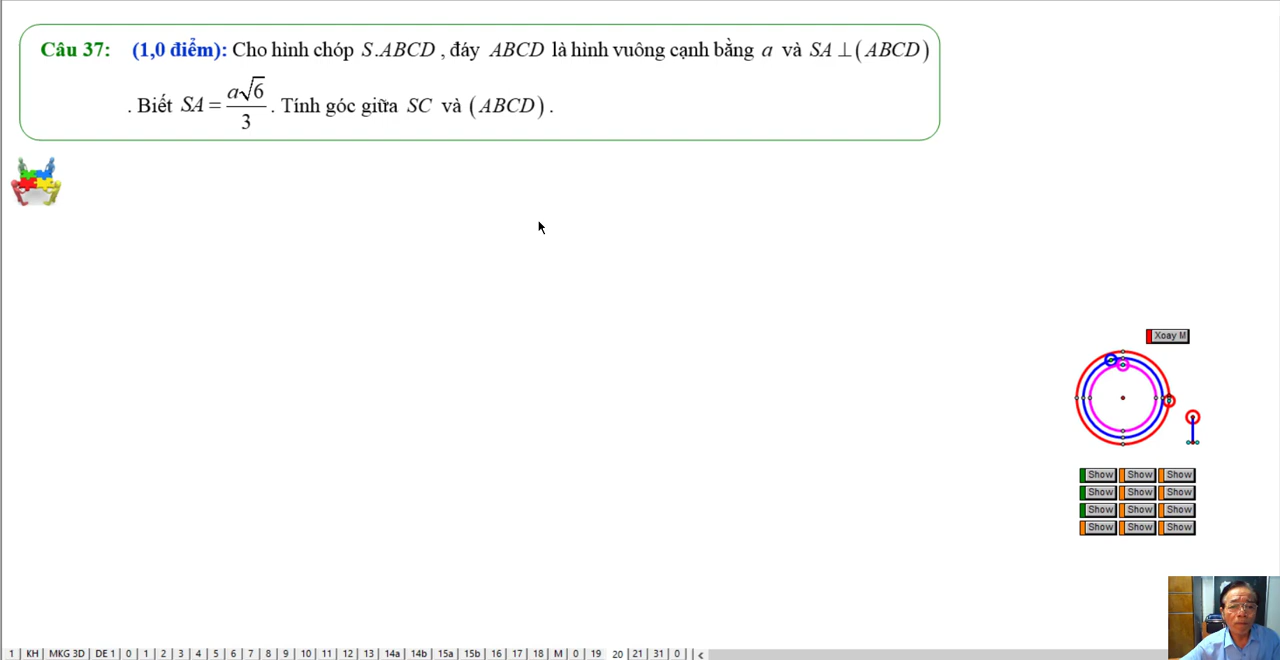 Câu 37: (1,0 điểm): Cho hình chóp S.ABCD , đáy ABCD là hình vuông cạnh bằng a và SA ⊥ (ABCD)
. Biết SA = a√6/3 . Tính góc giữa SC và (ABCD).
Xoay M
Show Show Show
Show Show Show
Show Show Show
Show Show Show
1 | KH | MKG 3D | DE 1 | 0 | 1 | 2 | 3 | 4 | 5 | 6 | 7 | 8 | 9 | 10 | 11 | 12 | 13 | 14a | 14b | 15a | 15b | 16 | 17 | 18 | M | 0 | 19 | 20 | 21 | 31 | 0 | | <